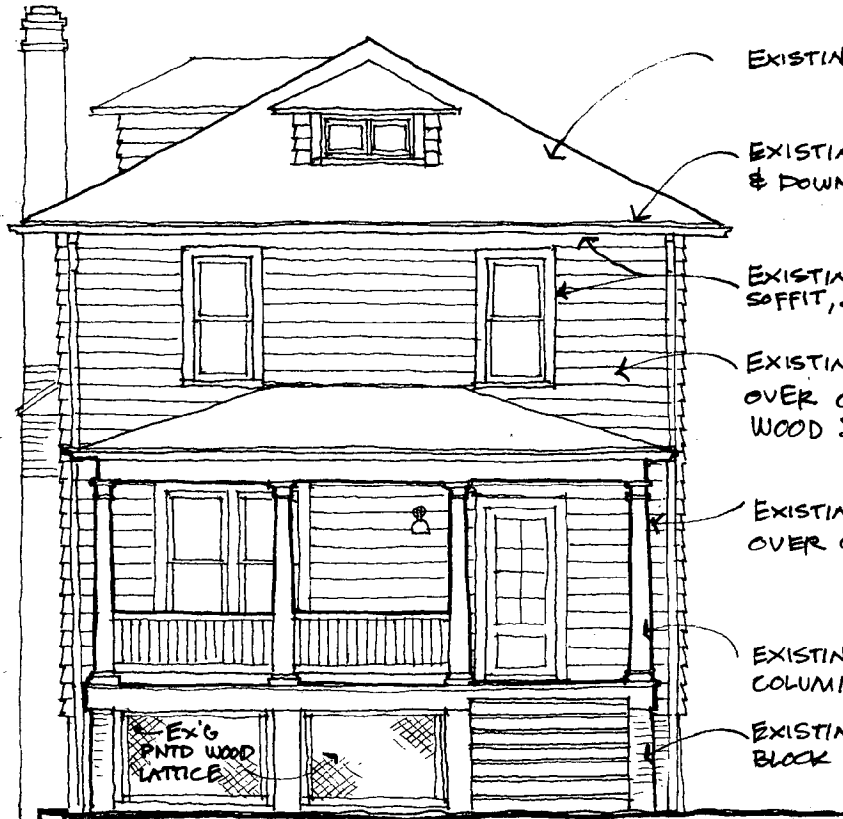 EXISTIN
EXISTIN
& DOWN
EXISTIN
SOFFIT,
EXISTIN
OVER
WOOD
EXISTIN
OVER
EXISTIN
COLUM
EXISTIN
BLOCK
EX'G
PNTD WOOD
LATTICE